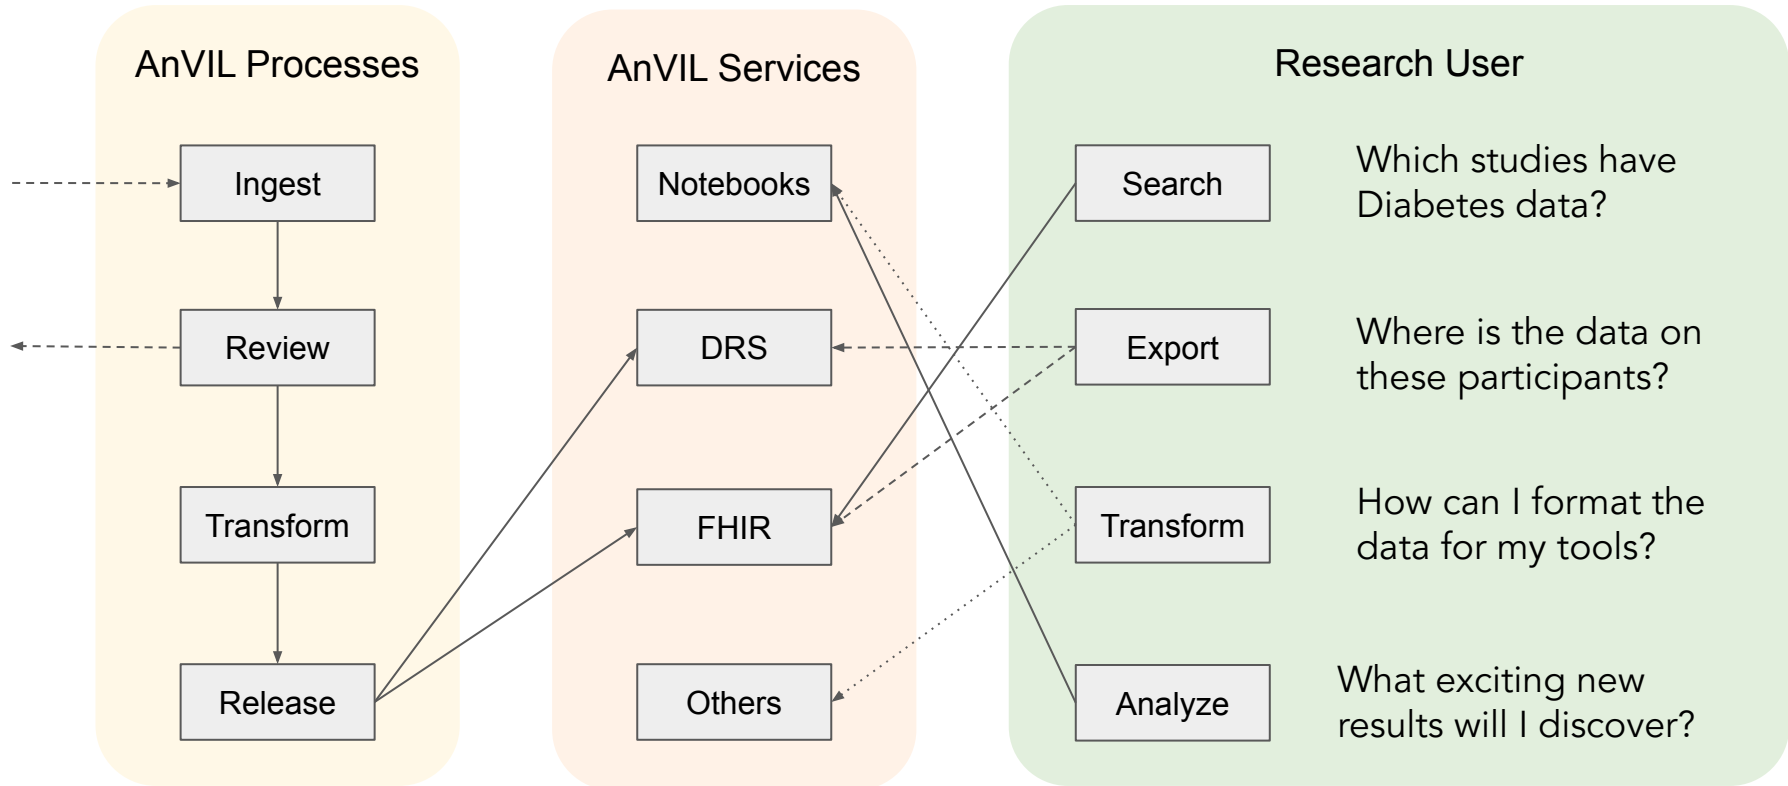 AnVIL Processes
Ingest
Review
Transform
Release
AnVIL Services
Notebooks
DRS
FHIR
Others
Research User
Search
Which studies have
Diabetes data?
Export
Where is the data on
these participants?
Transform
How can I format the
data for my tools?
Analyze
What exciting new
results will I discover?